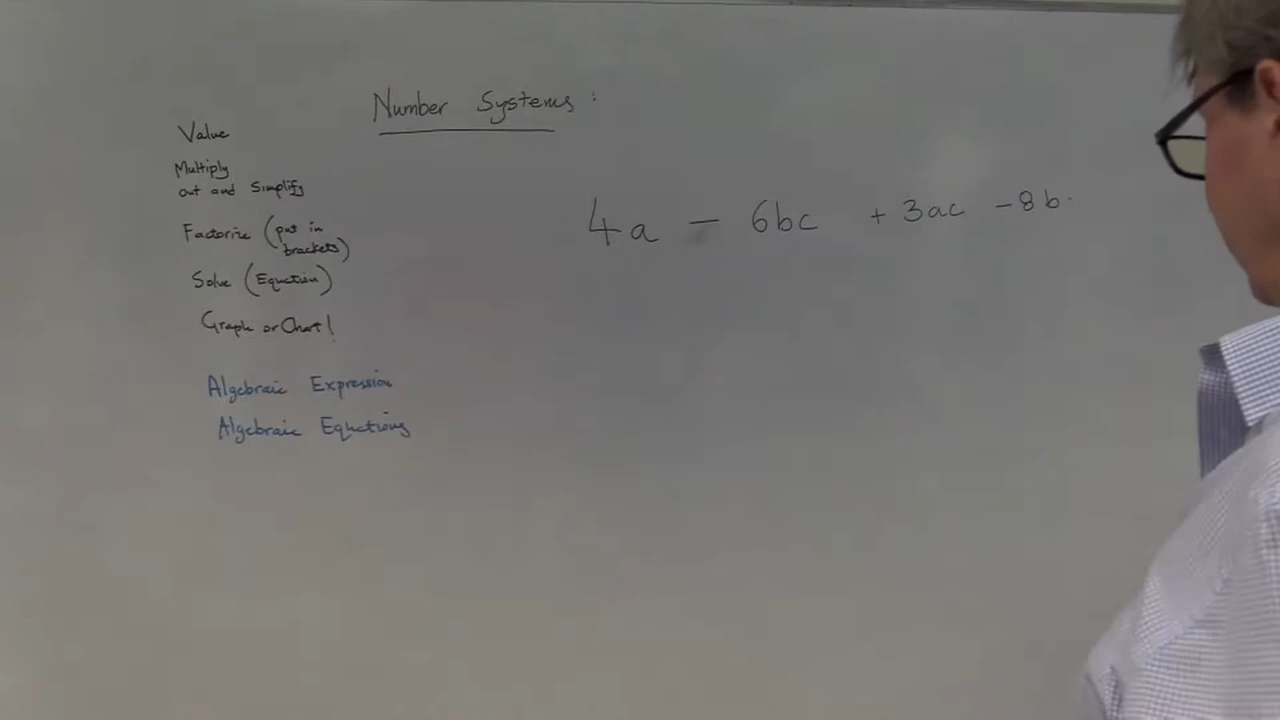 Number Systems :
Value
Multiply
out and Simplify
Factorize (put in
brackets)
Solve (Equation)
Graph or Chart!
Algebraic Expression
Algebraic Equations
4a - 6bc + 3ac - 8b.